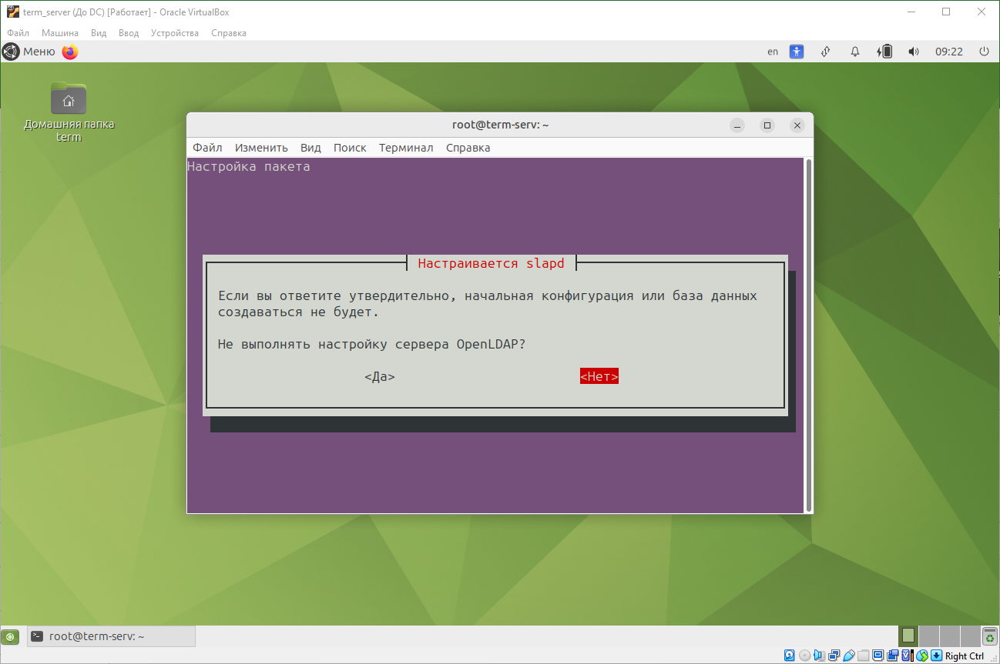 term_server (До DC) [Работает] - Oracle VirtualBox
Файл Машина Вид Ввод Устройства Справка
Меню en 09:22
Домашняя папка
term
root@term-serv: ~
Файл Изменить Вид Поиск Терминал Справка
Настройка пакета
Настраивается slapd
Если вы ответите утвердительно, начальная конфигурация или база данных
создаваться не будет.
Не выполнять настройку сервера OpenLDAP?
<Да> <Нет>
root@term-serv: ~
Right Ctrl